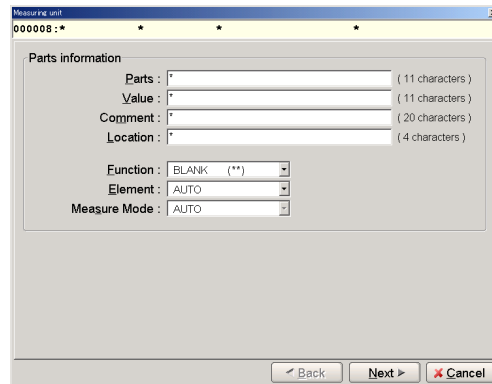 Measuring unit
000008:* * * *
Parts information
Parts : * ( 11 characters )
Value : * ( 11 characters )
Comment : * ( 20 characters )
Location : * ( 4 characters )
Function : BLANK (**)
Element : AUTO
Measure Mode : AUTO
Back Next Cancel